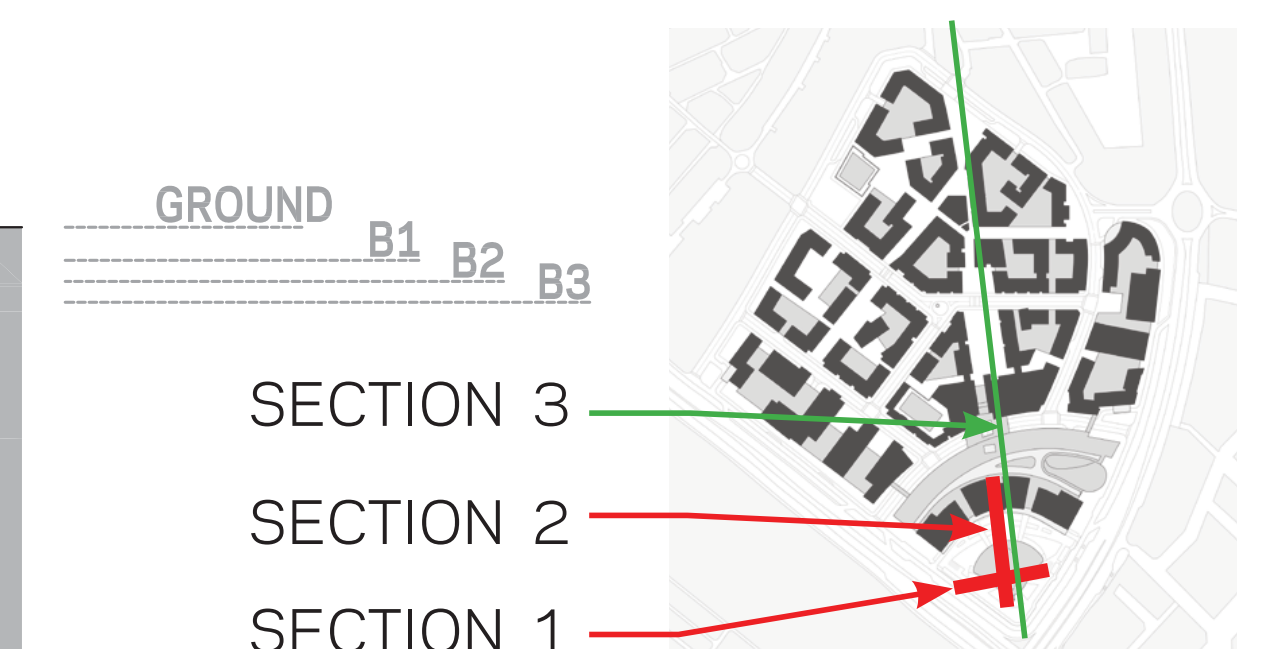 GROUND
B1
B2
B3
SECTION 3
SECTION 2
SECTION 1